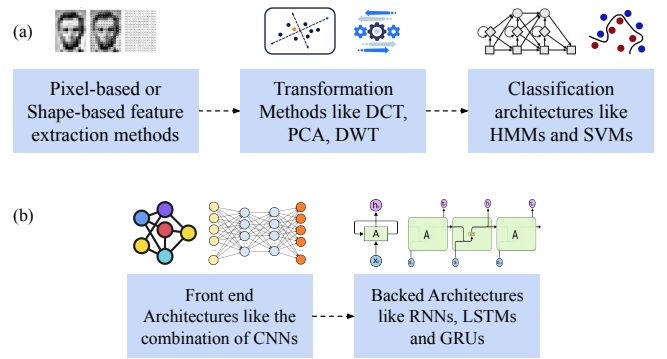 (a)
Pixel-based or
Shape-based feature
extraction methods
Transformation
Methods like DCT,
PCA, DWT
Classification
architectures like
HMMs and SVMs
(b)
Front end
Architectures like the
combination of CNNs
Backed Architectures
like RNNs, LSTMs
and GRUs
A
A
A